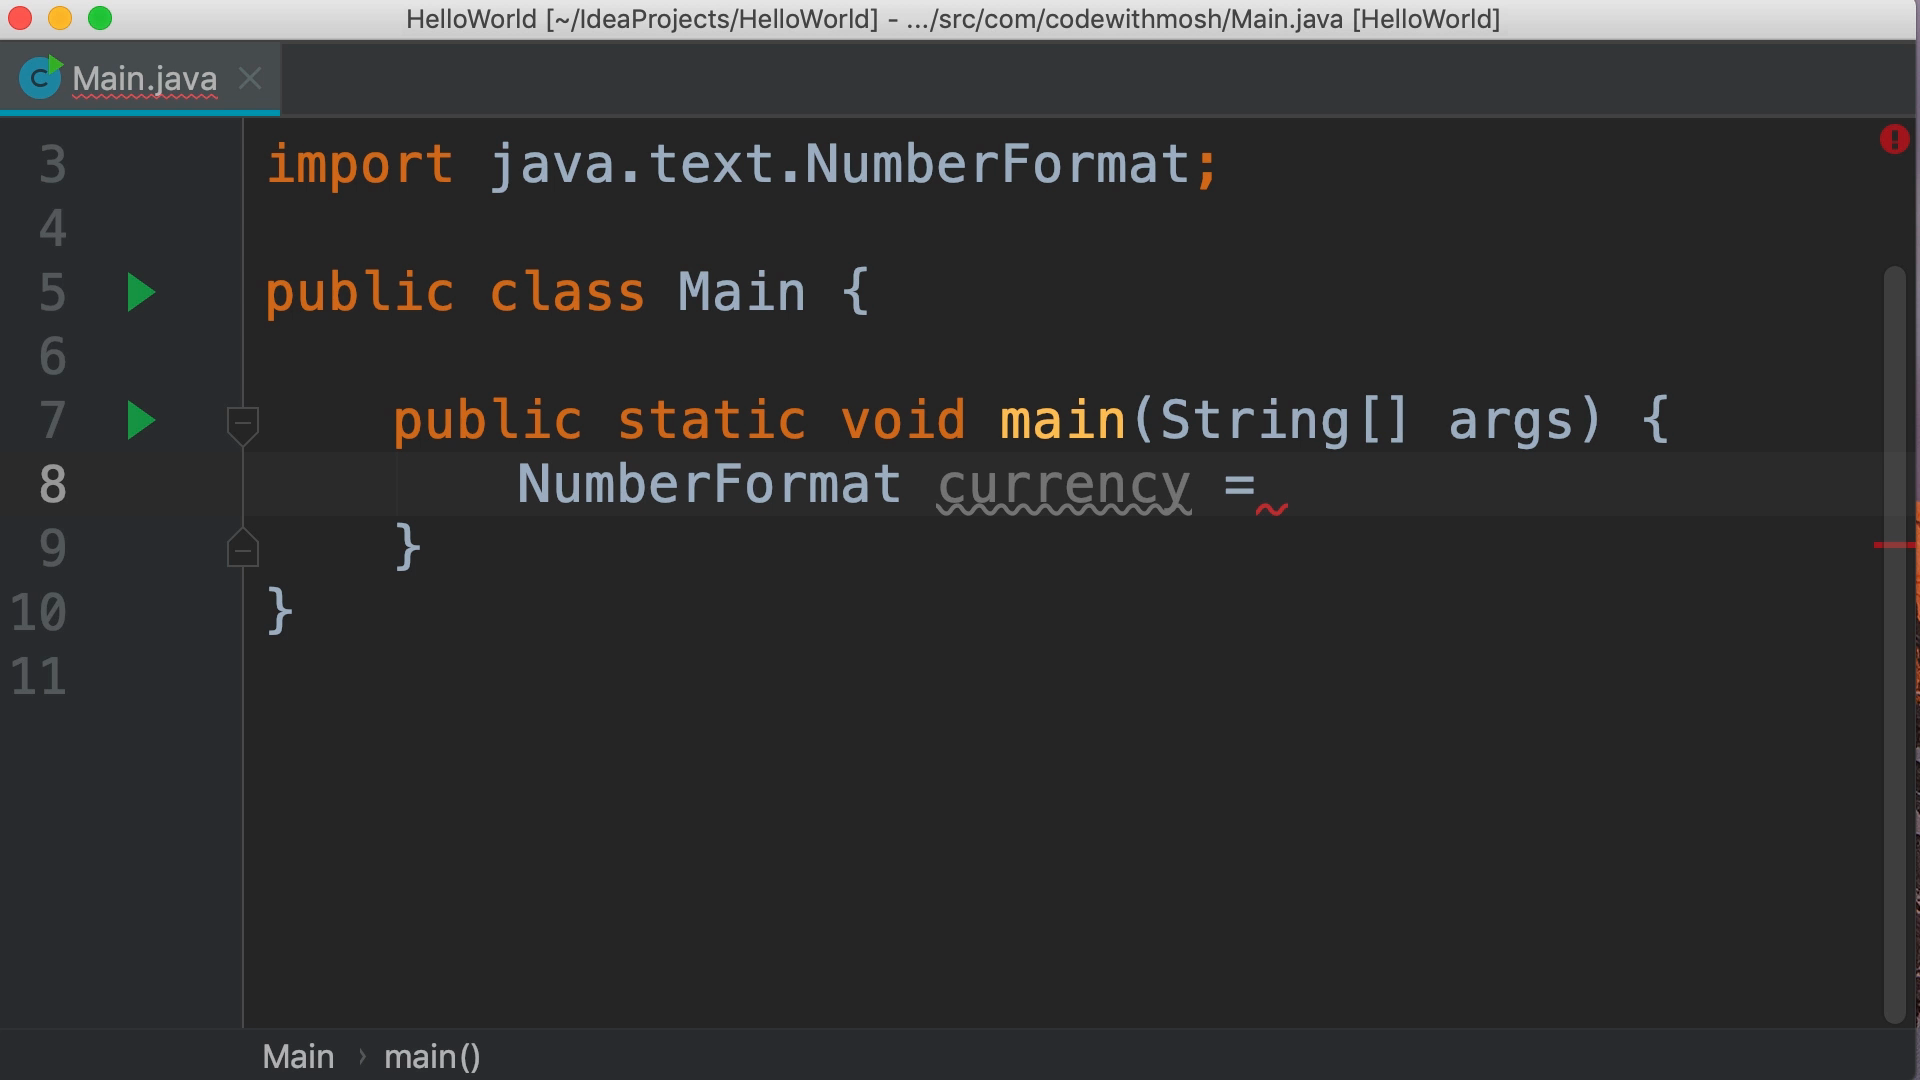 HelloWorld [~/IdeaProjects/HelloWorld] - .../src/com/codewithmosh/Main.java [HelloWorld]
C Main.java
3 import java.text.NumberFormat;
4
5 public class Main {
6
7 public static void main(String[] args) {
8 NumberFormat currency =
9 }
10 }
11
Main › main()